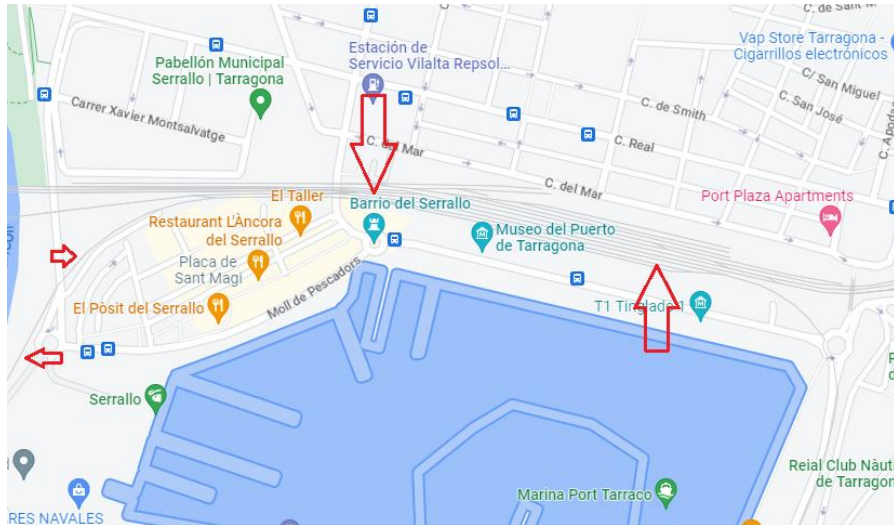 C. de Sant M
Vap Store Tarragona -
Cigarrillos electrónicos
Estación de
Servicio Vilalta Repsol...
Pabellón Municipal
Serrallo | Tarragona
C/ San Miguel
C. San José
C. de Smith
Carrer Xavier Montsalvatge
C. Real
C. Apoda
C. del Mar
C. del Mar
Port Plaza Apartments
El Taller
Barrio del Serrallo
Restaurant L'Àncora
del Serrallo
Museo del Puerto
de Tarragona
Placa de
Sant Magí
El Pòsit del Serrallo
Moll de Pescadors
T1 Tinglado 1
Serrallo
Reial Club Nàuti
de Tarragon
Marina Port Tarraco
RES NAVALES